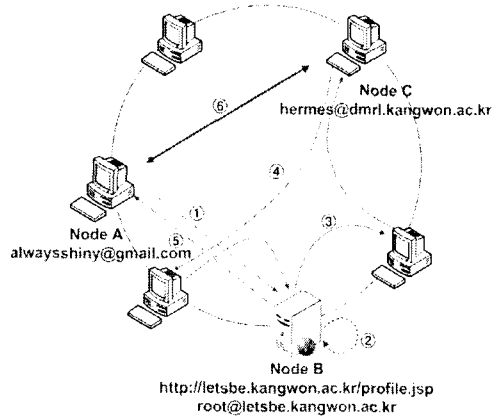 Node C
hermes@dmrl.kangwon.ac.kr
⑥
④
①
③
Node A
⑤
alwaysshiny@gmail.com
②
Node B
http://letsbe.kangwon.ac.kr/profile.jsp
root@letsbe.kangwon.ac.kr